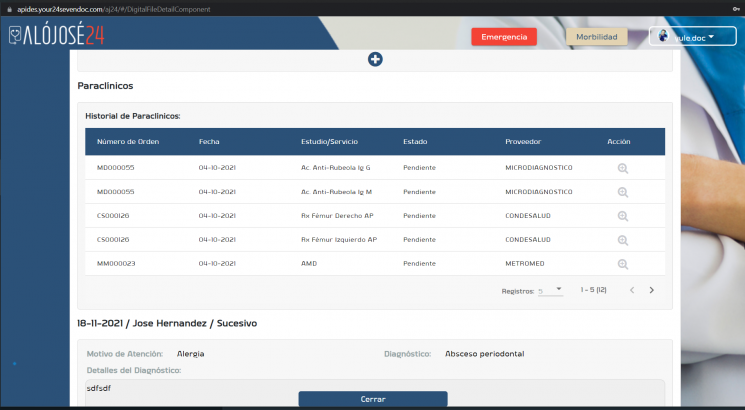 apides.your24sevendoc.com/aj24/#/DigitalFileDetailComponent
ALÓJOSÉ24
Emergencia
Morbilidad
yule.doc
Paraclínicos
Historial de Paraclínicos:
Número de Orden Fecha Estudio/Servicio Estado Proveedor Acción
MD000055 04-10-2021 Ac. Anti-Rubeola Ig G Pendiente MICRODIAGNOSTICO
MD000055 04-10-2021 Ac. Anti-Rubeola Ig M Pendiente MICRODIAGNOSTICO
CS000126 04-10-2021 Rx Fémur Derecho AP Pendiente CONDESALUD
CS000126 04-10-2021 Rx Fémur Izquierdo AP Pendiente CONDESALUD
MM000023 04-10-2021 AMD Pendiente METROMED
Registros: 5 1 - 5 (12)
18-11-2021 / Jose Hernandez / Sucesivo
Motivo de Atención: Alergia Diagnóstico: Absceso periodontal
Detalles del Diagnóstico:
sdfsdf
Cerrar